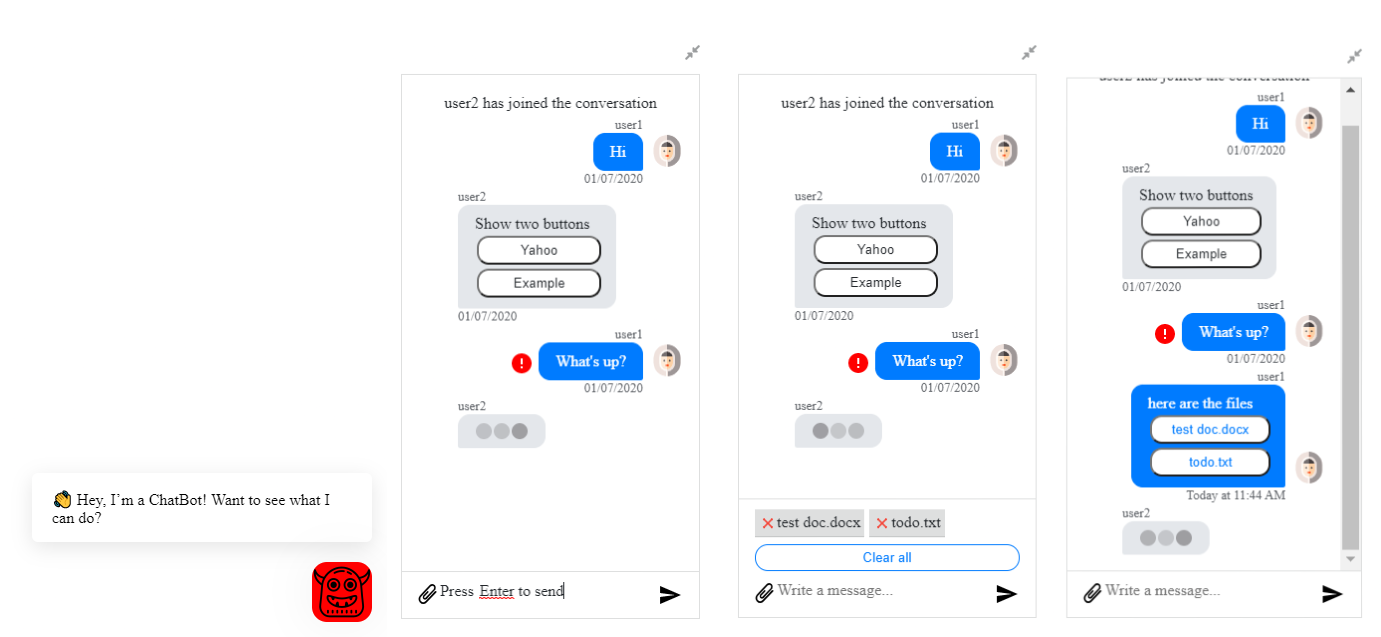 👋 Hey, I’m a ChatBot! Want to see what I
can do?
user2 has joined the conversation
user1
Hi
01/07/2020
user2
Show two buttons
Yahoo
Example
01/07/2020
user1
What's up?
01/07/2020
user2
Press Enter to send
user2 has joined the conversation
user1
Hi
01/07/2020
user2
Show two buttons
Yahoo
Example
01/07/2020
user1
What's up?
01/07/2020
user2
test doc.docx todo.txt
Clear all
Write a message...
user2 has joined the conversation
user1
Hi
01/07/2020
user2
Show two buttons
Yahoo
Example
01/07/2020
user1
What's up?
01/07/2020
user1
here are the files
test doc.docx
todo.txt
Today at 11:44 AM
user2
Write a message...